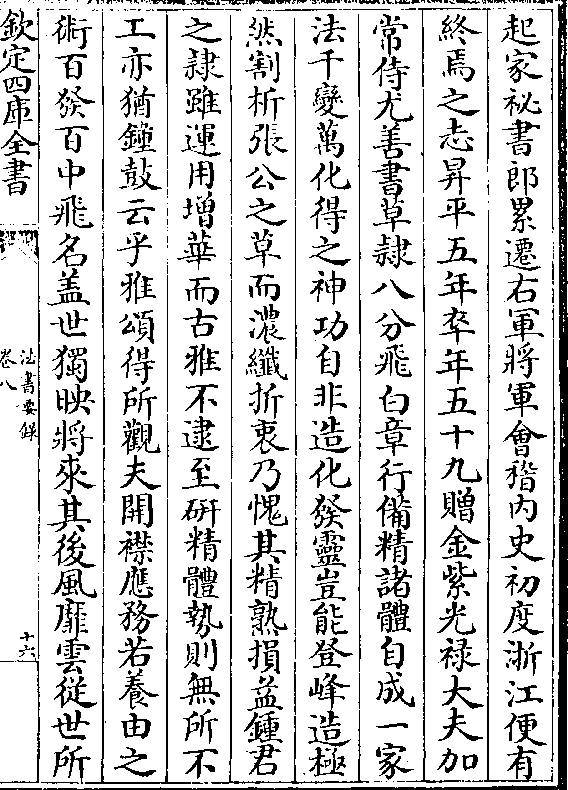 起家祕書郎累遷右軍將軍會稽內史初度浙江便有
終焉之志昇平五年卒年五十九贈金紫光祿大夫加
常侍尤善書草隸八分飛白章行備精諸體自成一家
法千變萬化得之神功自非造化發靈豈能登峰造極
然割析張公之草而濃纖折衷乃愧其精熟損益鍾君
之隸雖運用增華而古雅不逮至研精體勢則無所不
工亦猶鐘鼓云乎雅頌得所觀夫開襟應務若養由之
術百發百中飛名盖世獨映將來其後風靡雲從世所
欽定四庫全書
法書要錄
卷八
十六